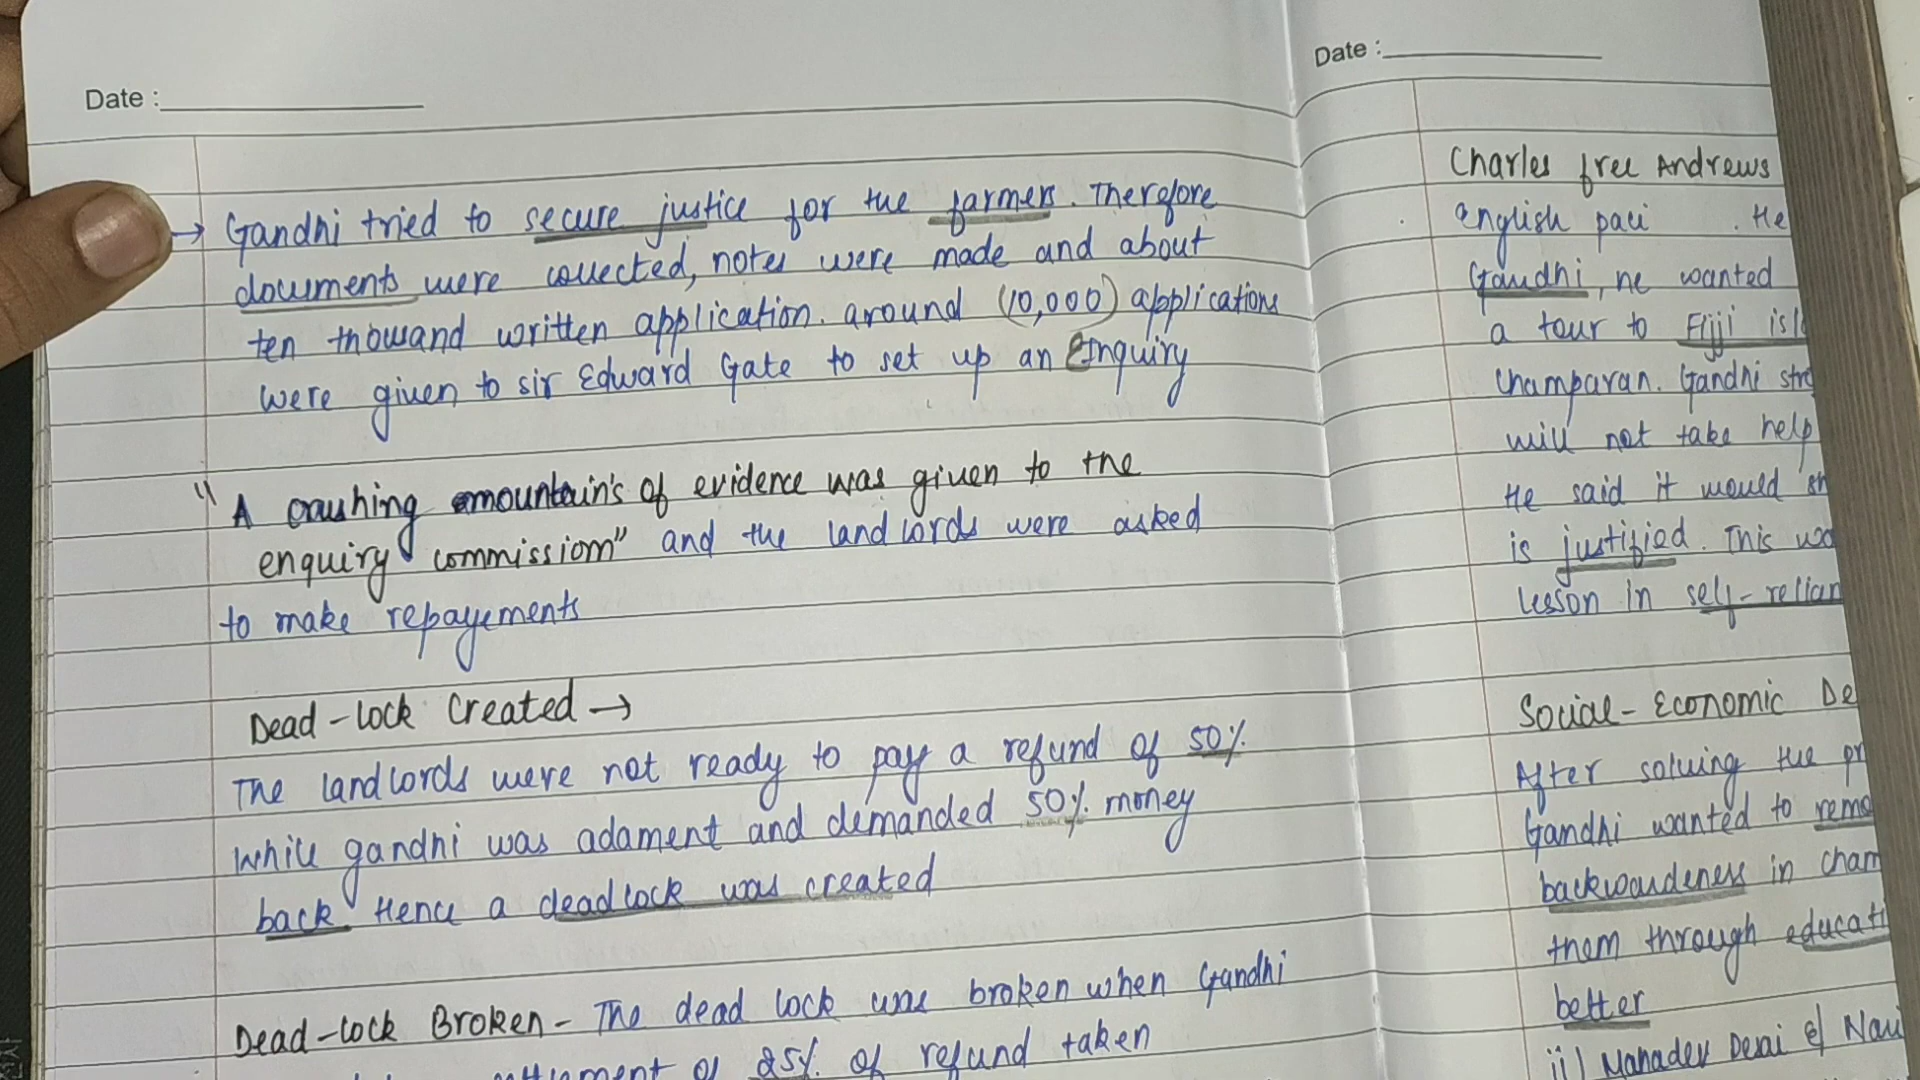 Date :
→ Gandhi tried to secure justice for the farmers. Therefore
documents were collected, notes were made and about
ten thousand written application. around (10,000) applications
were given to sir Edward Gate to set up an Enquiry
"A crushing mountain's of evidence was given to the
enquiry commission" and the landlords were asked
to make repayements
Dead-lock Created →
The landlords were not ready to pay a refund of 50%.
while gandhi was adament and demanded 50%. money
back Hence a deadlock was created
Dead-lock Broken - The dead lock was broken when Gandhi
of 25%. of refund taken
Date :
Charles free Andrews
english paci . He
Gandhi, he wanted
a tour to Fijji
Champaran. Gandhi
will not take help
He said it would
is justified. This
lesson in
Social - Economic
After solving the
Gandhi wanted to
backwardeness in
them through
better
ii) Mahadev Desai &